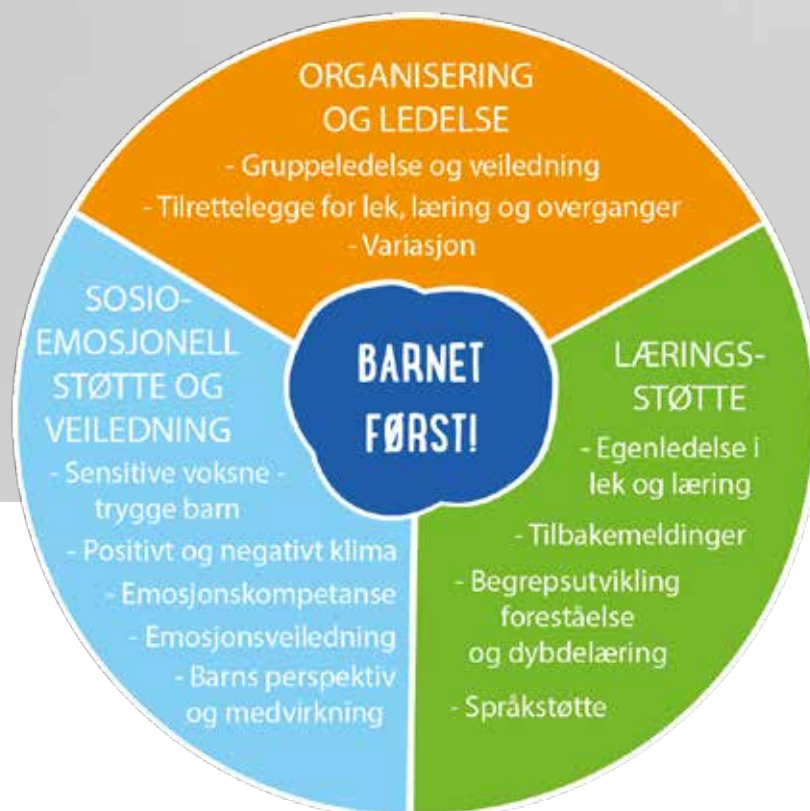 ORGANISERING
OG LEDELSE
- Gruppeledelse og veiledning
- Tilrettelegge for lek, læring og overganger
- Variasjon
SOSIO-
EMOSJONELL
STØTTE OG
VEILEDNING
- Sensitive voksne -
trygge barn
- Positivt og negativt klima
- Emosjonskompetanse
- Emosjonsveiledning
- Barns perspektiv
og medvirkning
BARNET
FØRST!
LÆRINGS-
STØTTE
- Egenledelse i
lek og læring
- Tilbakemeldinger
- Begrepsutvikling
foreståelse
og dybdelæring
- Språkstøtte